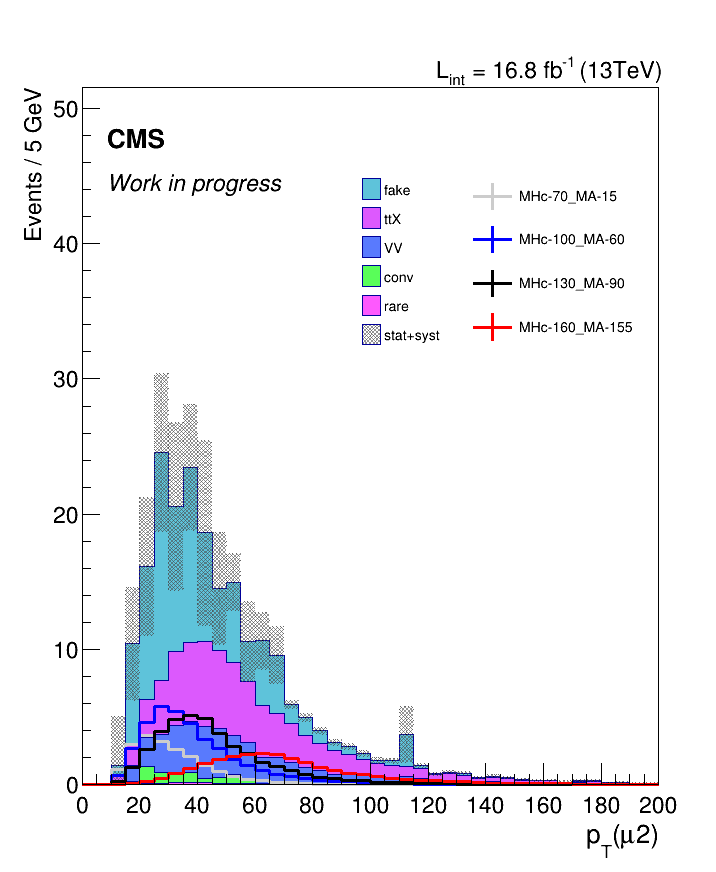 L_int = 16.8 fb^-1 (13TeV)
Events / 5 GeV
CMS
Work in progress
fake
ttX
VV
conv
rare
stat+syst
MHc-70_MA-15
MHc-100_MA-60
MHc-130_MA-90
MHc-160_MA-155
50
40
30
20
10
0
0 20 40 60 80 100 120 140 160 180 200
p_T(μ2)